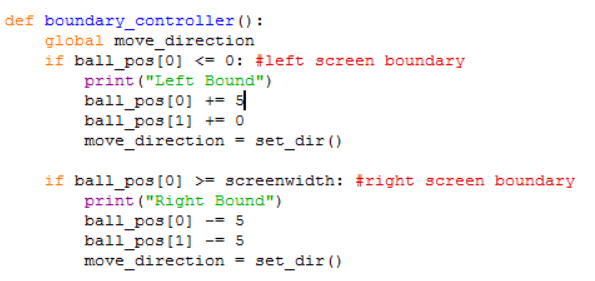 def boundary_controller():
    global move_direction
    if ball_pos[0] <= 0: #left screen boundary
        print("Left Bound")
        ball_pos[0] += 5
        ball_pos[1] += 0
        move_direction = set_dir()

    if ball_pos[0] >= screenwidth: #right screen boundary
        print("Right Bound")
        ball_pos[0] -= 5
        ball_pos[1] -= 5
        move_direction = set_dir()